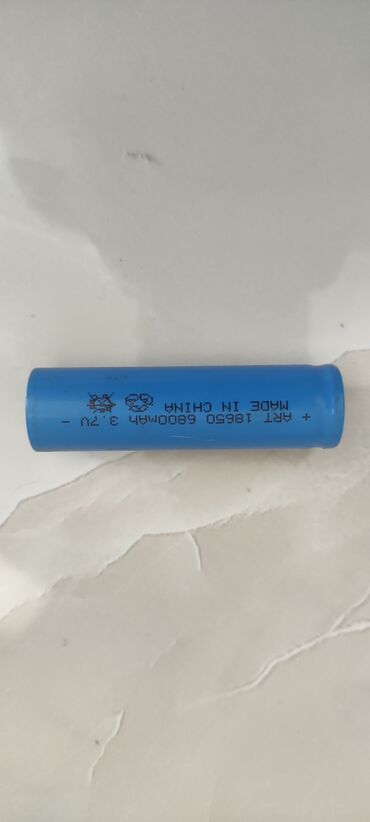 + ART 18650 6800mAh 3.7V -
MADE IN CHINA